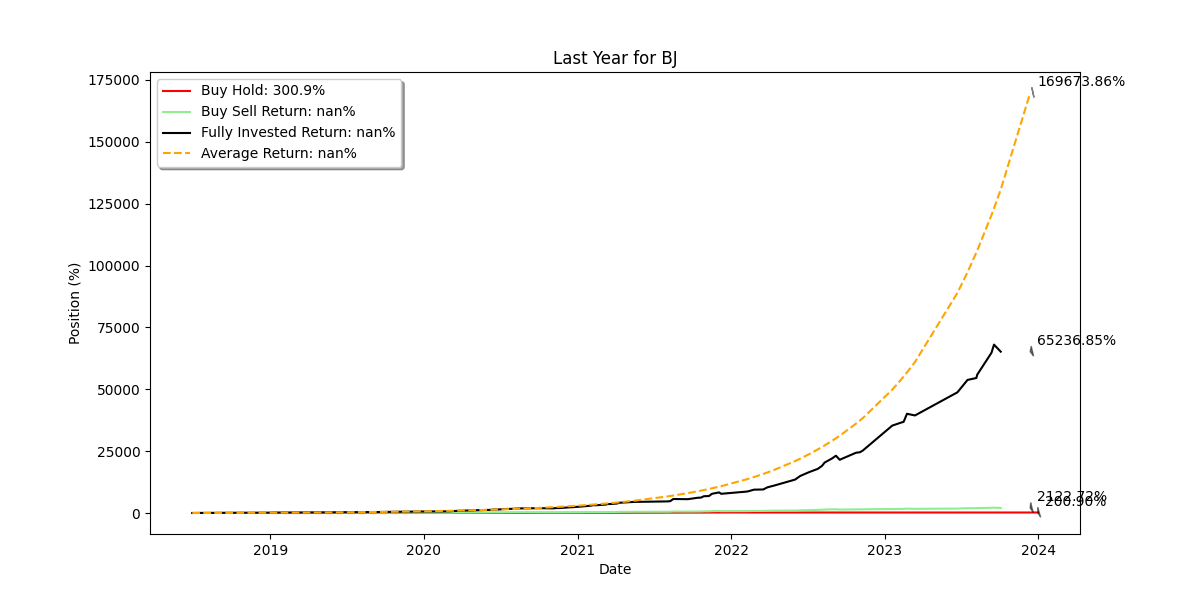 Last Year for BJ
175000
150000
125000
100000
75000
50000
25000
0
Position (%)
Buy Hold: 300.9%
Buy Sell Return: nan%
Fully Invested Return: nan%
Average Return: nan%
169673.86%
65236.85%
2019
2020
2021
2022
2023
2024
Date